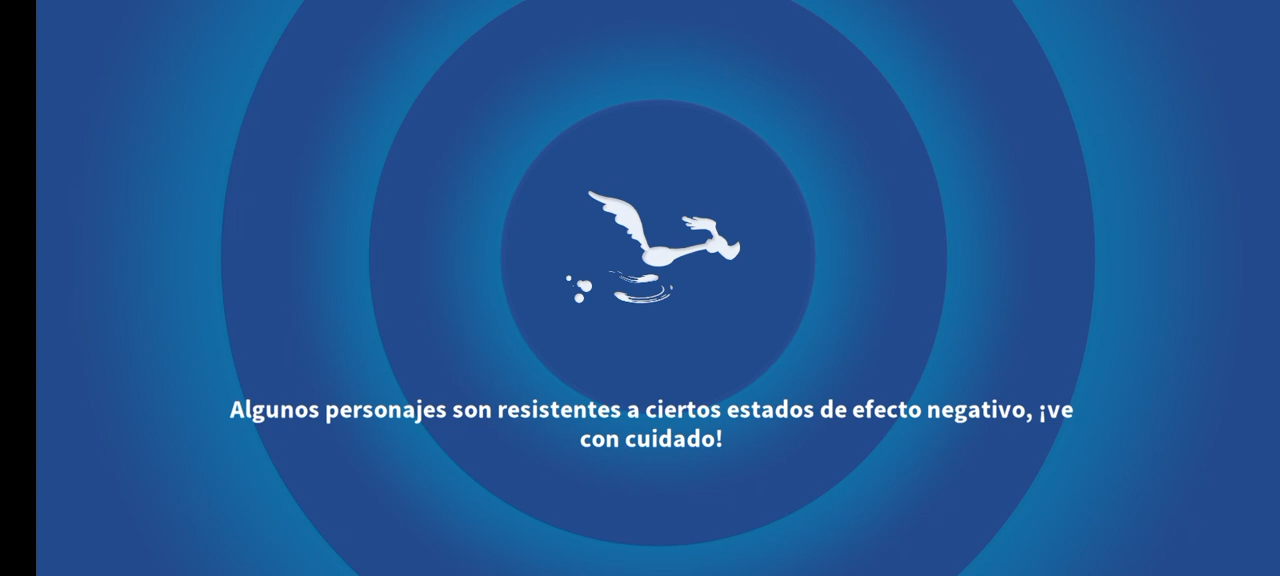 Algunos personajes son resistentes a ciertos estados de efecto negativo, ¡ve
con cuidado!